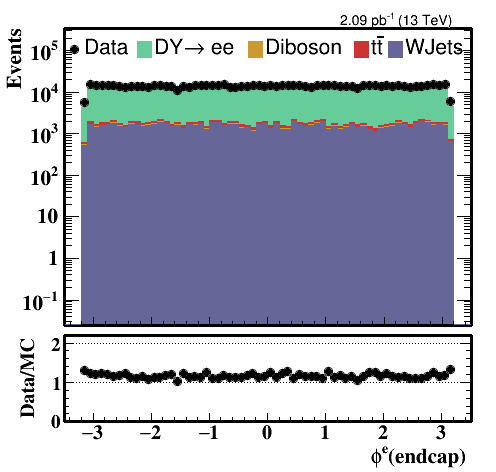 2.09 pb⁻¹ (13 TeV)
Events
Data DY→ ee Diboson tt̄ WJets
10⁵
10⁴
10³
10²
10
1
10⁻¹
Data/MC
2
1
0
−3 −2 −1 0 1 2 3
ϕᵉ(endcap)